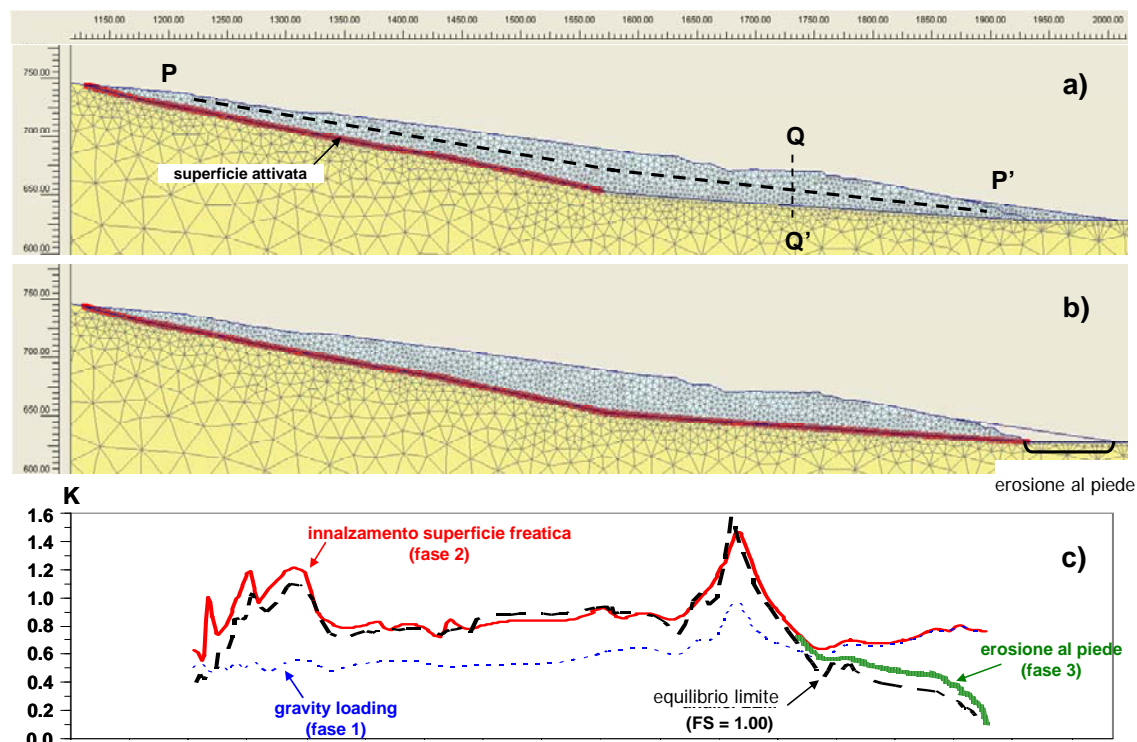 1150.00 1200.00 1250.00 1300.00 1350.00 1400.00 1450.00 1500.00 1550.00 1600.00 1650.00 1700.00 1750.00 1800.00 1850.00 1900.00 1950.00 2000.00
750.00
700.00
650.00
600.00
P
a)
superficie attivata
Q
P’
Q’
750.00
700.00
650.00
600.00
b)
erosione al piede
K
1.6
1.4
1.2
1.0
0.8
0.6
0.4
0.2
0.0
innalzamento superficie freatica
(fase 2)
c)
gravity loading
(fase 1)
equilibrio limite
(FS = 1.00)
erosione al piede
(fase 3)